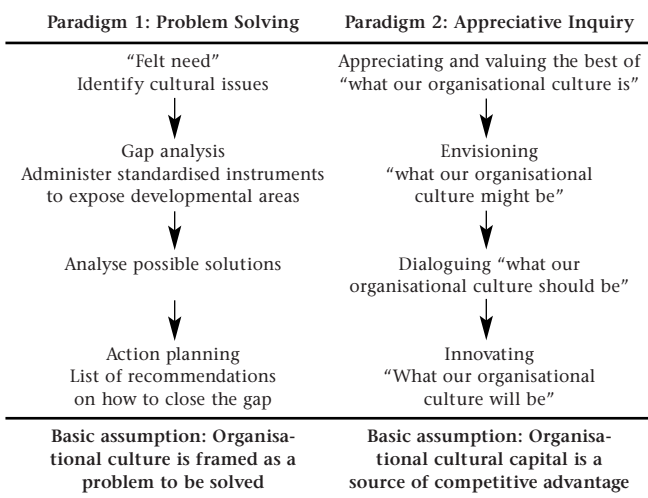 Paradigm 1: Problem Solving
Paradigm 2: Appreciative Inquiry
“Felt need”
Identify cultural issues
Appreciating and valuing the best of
“what our organisational culture is”
Gap analysis
Administer standardised instruments
to expose developmental areas
Envisioning
“what our organisational
culture might be”
Analyse possible solutions
Dialoguing “what our
organisational culture should be”
Action planning
List of recommendations
on how to close the gap
Innovating
“What our organisational
culture will be”
Basic assumption: Organisa-
tional culture is framed as a
problem to be solved
Basic assumption: Organisa-
tional cultural capital is a
source of competitive advantage